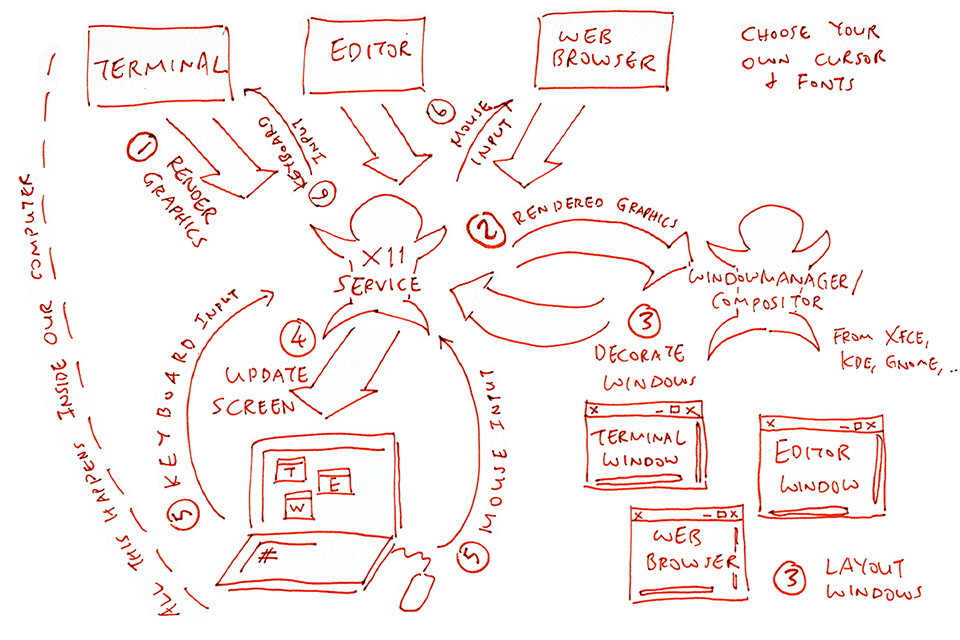 TERMINAL
EDITOR
WEB
BROWSER
CHOOSE YOUR
OWN CURSOR
& FONTS
1
RENDER
GRAPHICS
KEYBOARD
INPUT
6
6
MOUSE
INPUT
X11
SERVICE
2
RENDERED GRAPHICS
WINDOWMANAGER/
COMPOSITOR
FROM XFCE,
KDE, GNOME,..
3
DECORATE
WINDOWS
4
UPDATE
SCREEN
5 KEYBOARD INPUT
5 MOUSE INPUT
ALL THIS HAPPENS INSIDE OUR COMPUTER
T
E
W
#
X - □ X
TERMINAL
WINDOW
X - □ X
EDITOR
WINDOW
X - □ X
WEB
BROWSER
3 LAYOUT
WINDOWS